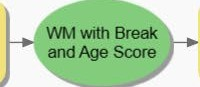 WM with Break
and Age Score